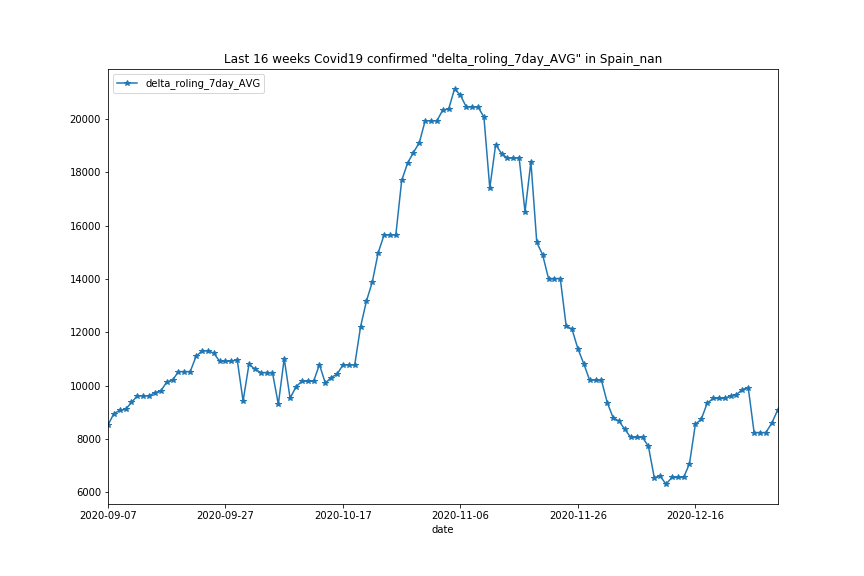 Last 16 weeks Covid19 confirmed "delta_roling_7day_AVG" in Spain_nan
delta_roling_7day_AVG
20000
18000
16000
14000
12000
10000
8000
6000
2020-09-07 2020-09-27 2020-10-17 2020-11-06 2020-11-26 2020-12-16
date